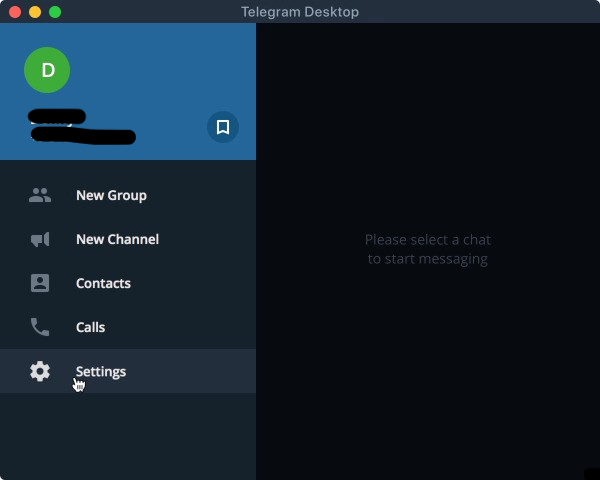 Telegram Desktop
D
New Group
New Channel
Contacts
Calls
Settings
Please select a chat
to start messaging